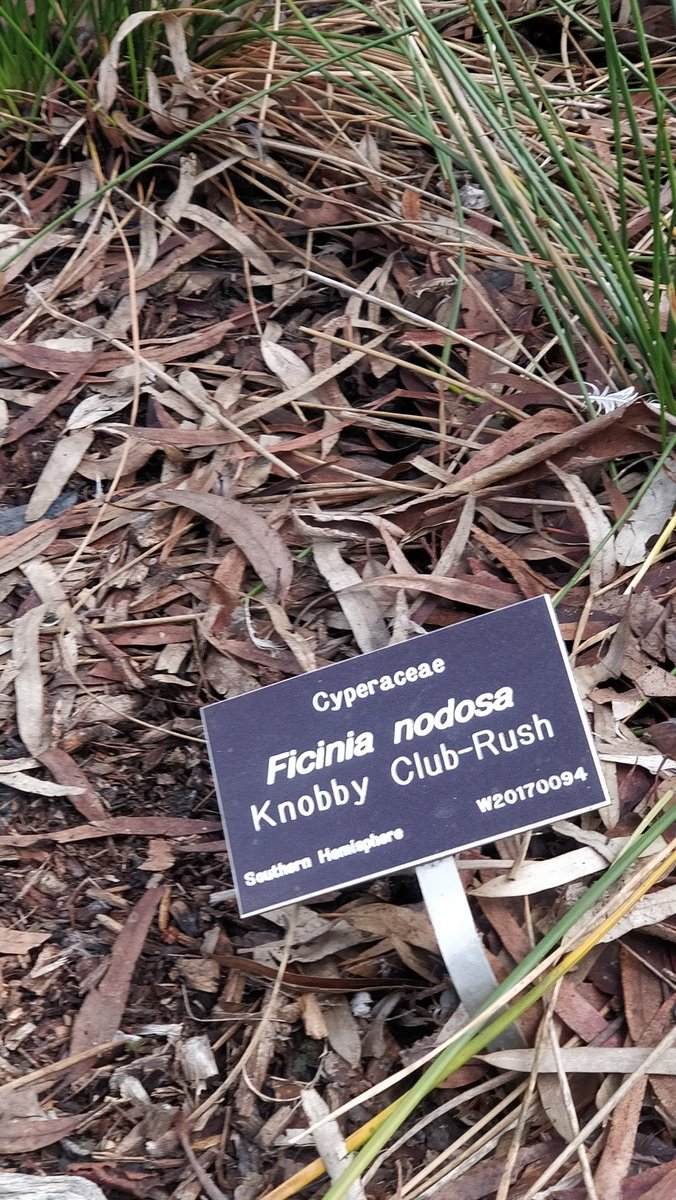 Cyperaceae
Ficinia nodosa
Knobby Club-Rush
W20170094
Southern Hemisphere